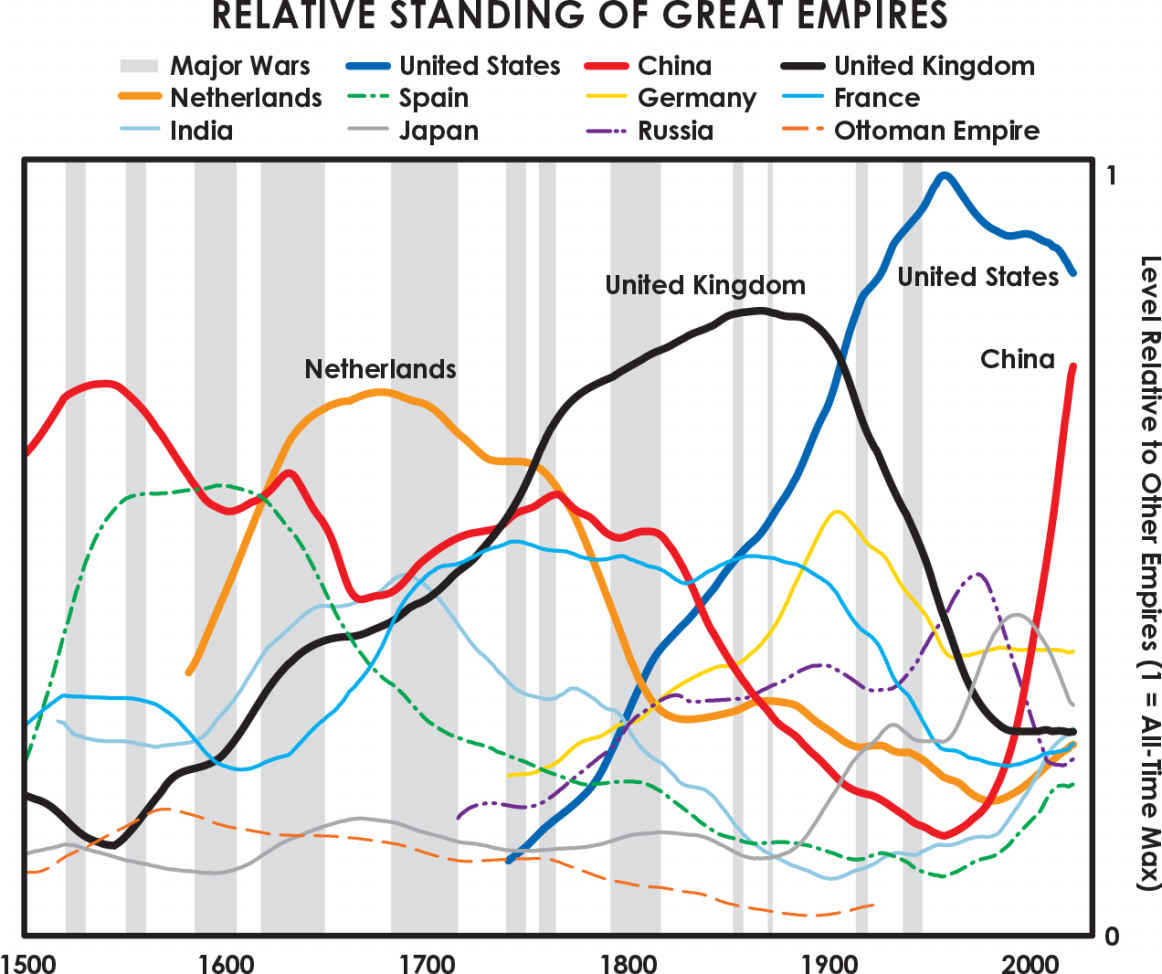 RELATIVE STANDING OF GREAT EMPIRES
Major Wars United States China United Kingdom
Netherlands Spain Germany France
India Japan Russia Ottoman Empire
1
United Kingdom
United States
China
Netherlands
Level Relative to Other Empires (1 = All-Time Max)
0
1500 1600 1700 1800 1900 2000